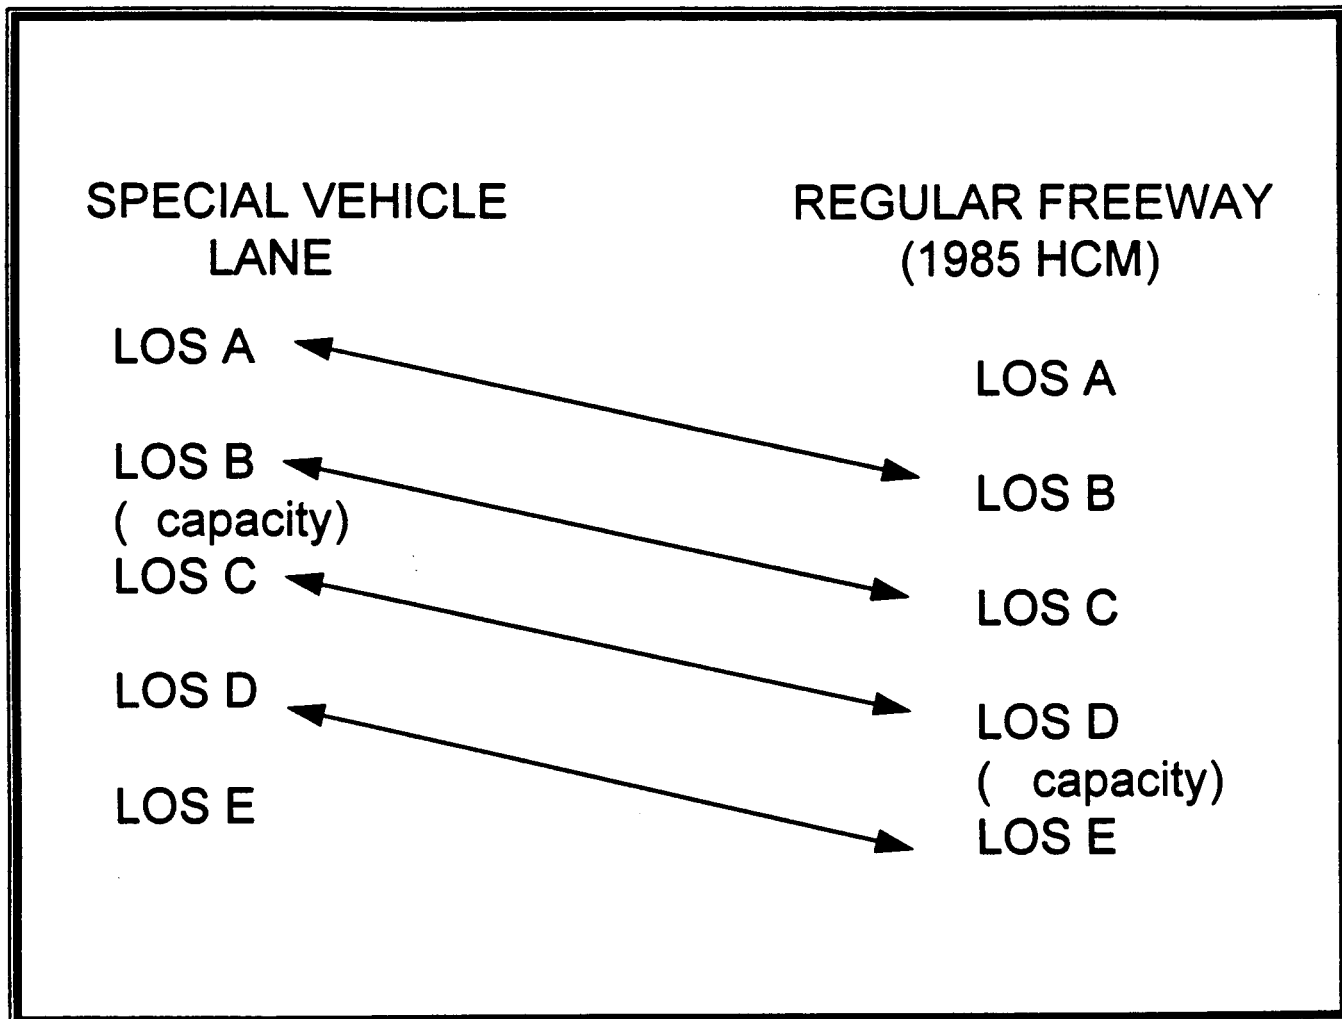 SPECIAL VEHICLE
LANE
LOS A
LOS B
( capacity)
LOS C
LOS D
LOS E
REGULAR FREEWAY
(1985 HCM)
LOS A
LOS B
LOS C
LOS D
( capacity)
LOS E